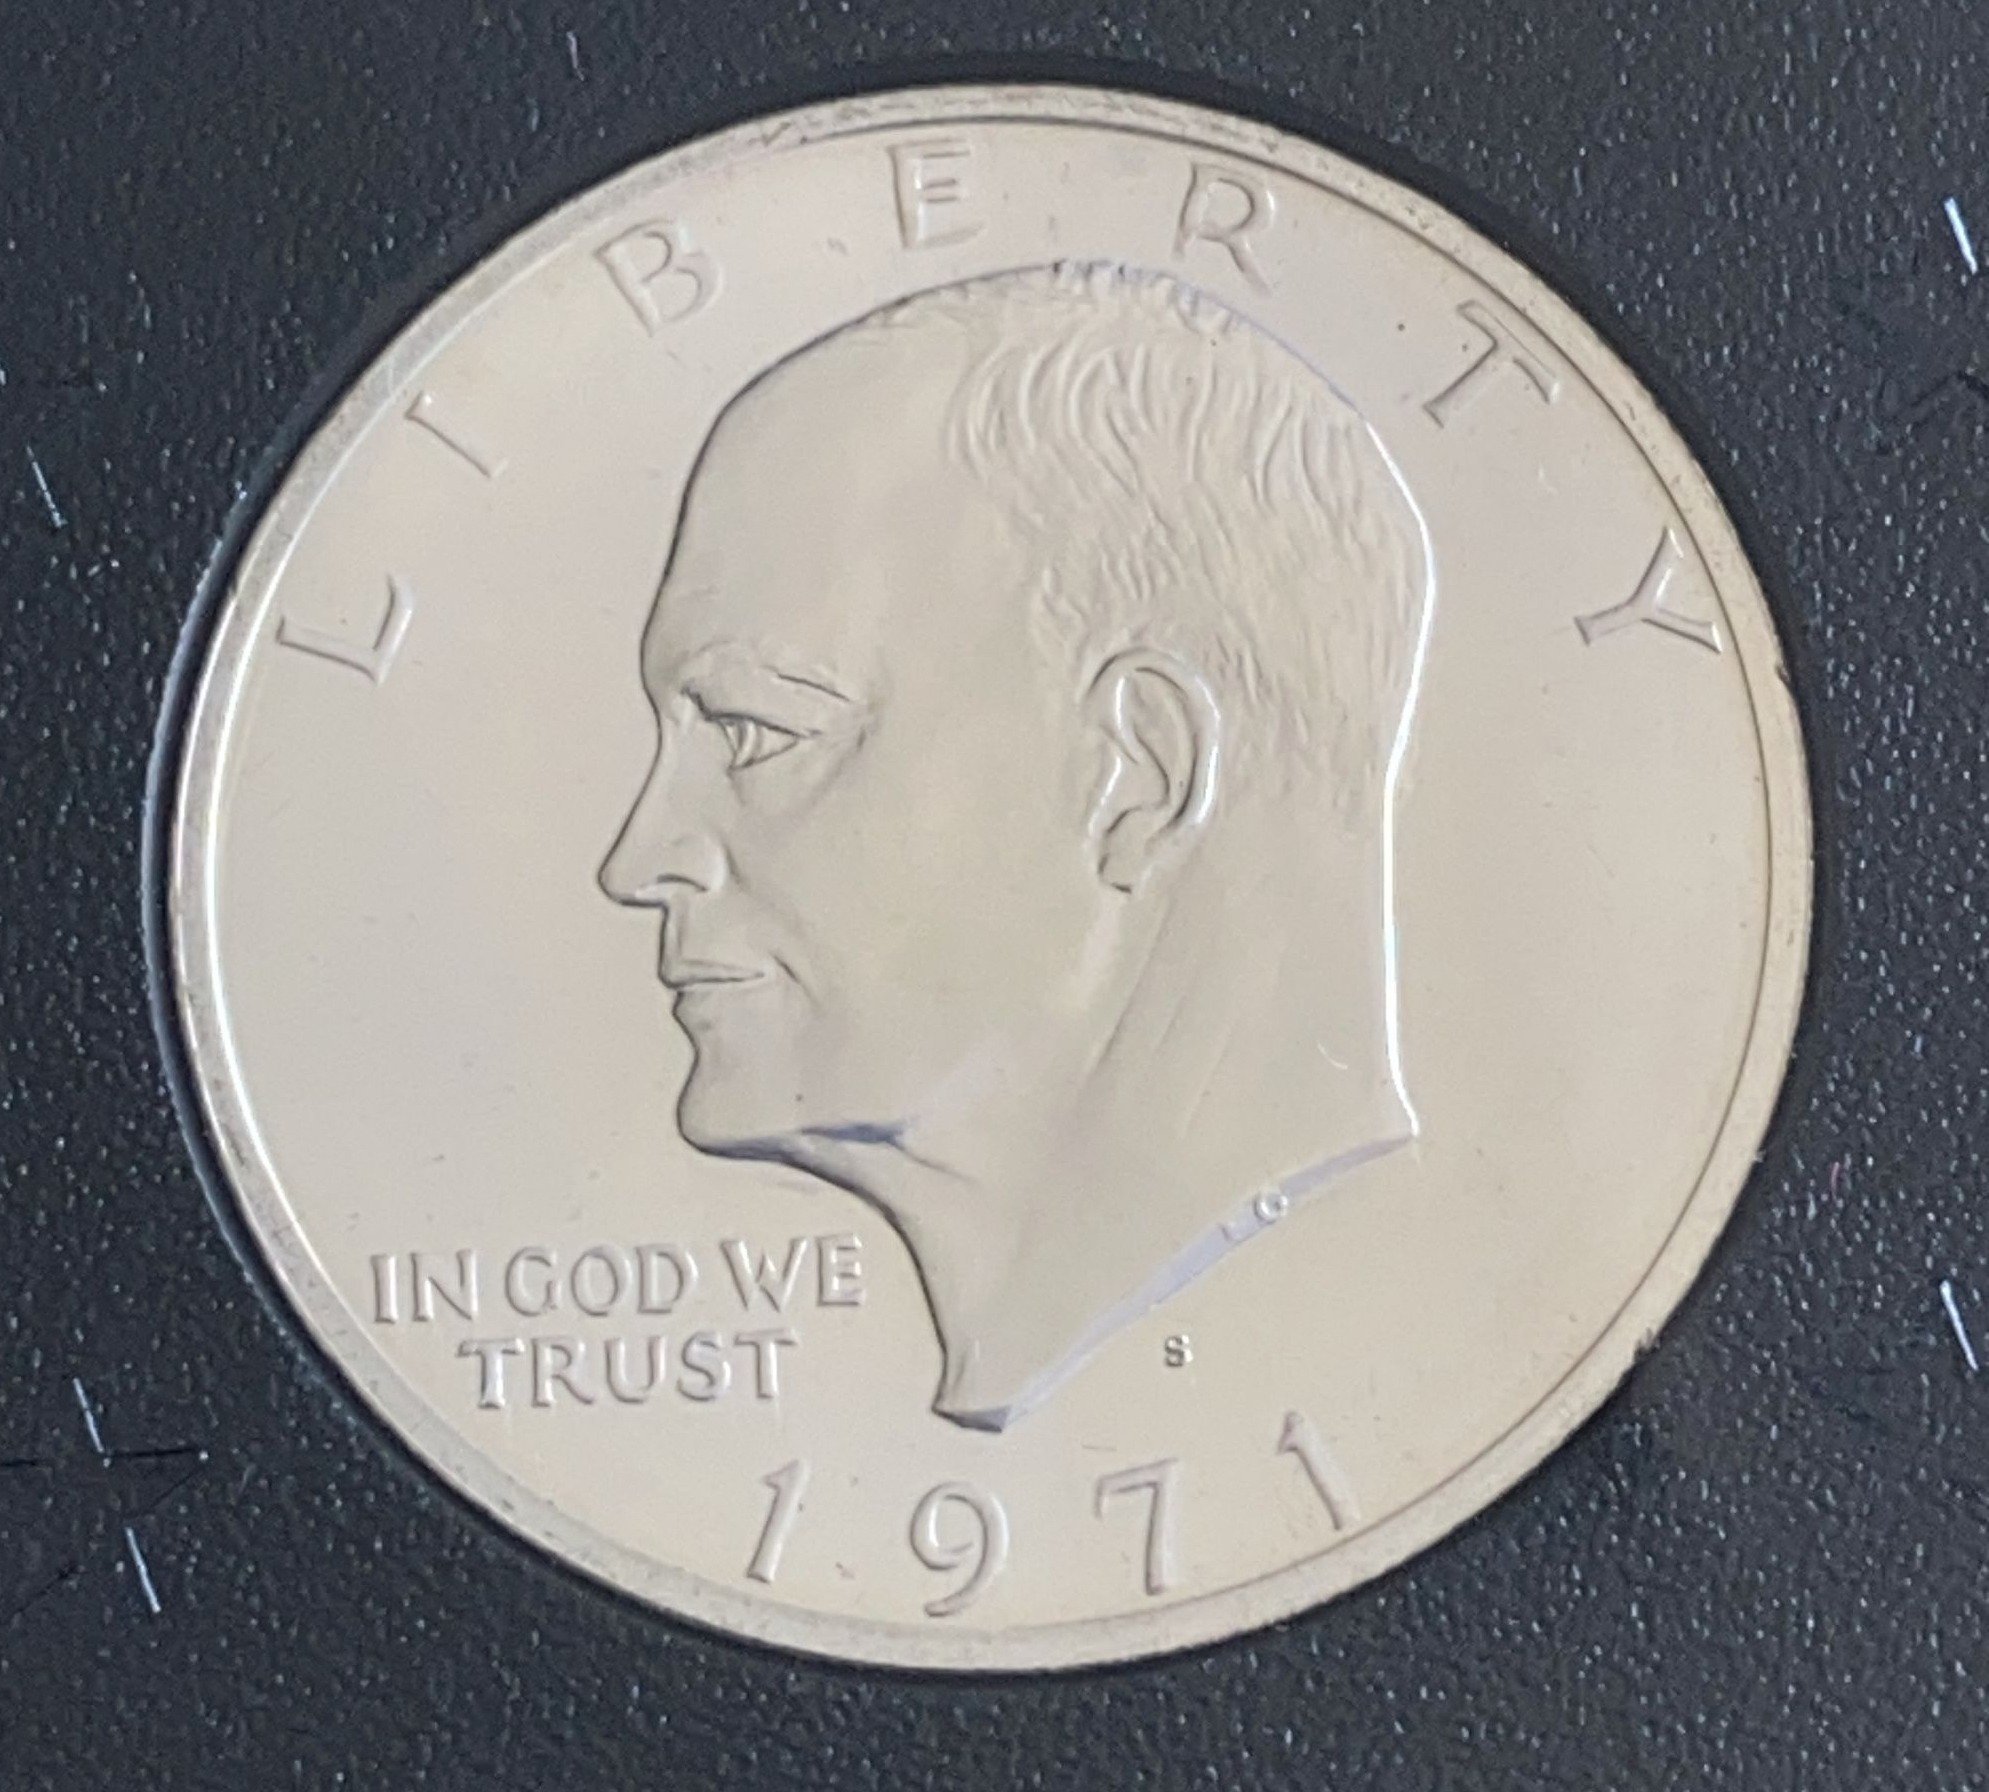 LIBERTY
IN GOD WE
TRUST
S
1971